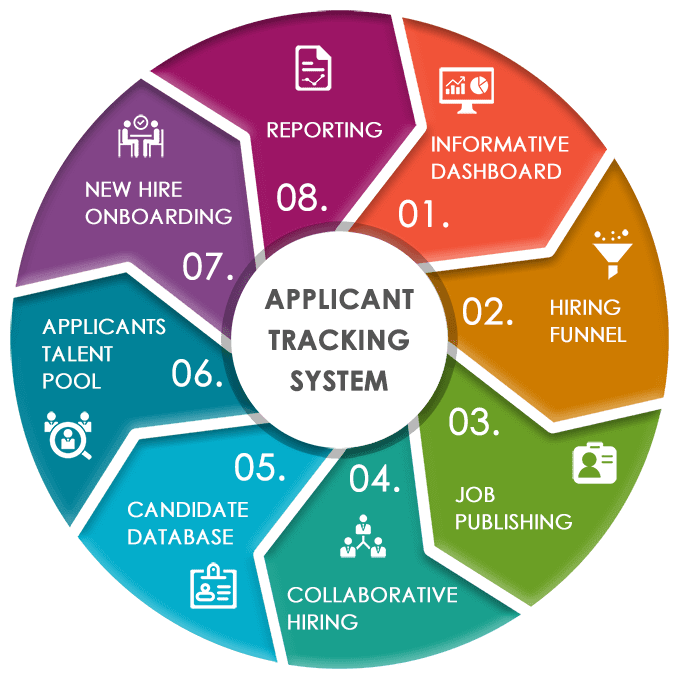 APPLICANT
TRACKING
SYSTEM
INFORMATIVE
DASHBOARD
01.
02.
HIRING
FUNNEL
03.
JOB
PUBLISHING
04.
COLLABORATIVE
HIRING
05.
CANDIDATE
DATABASE
APPLICANTS
TALENT
POOL
06.
NEW HIRE
ONBOARDING
07.
REPORTING
08.